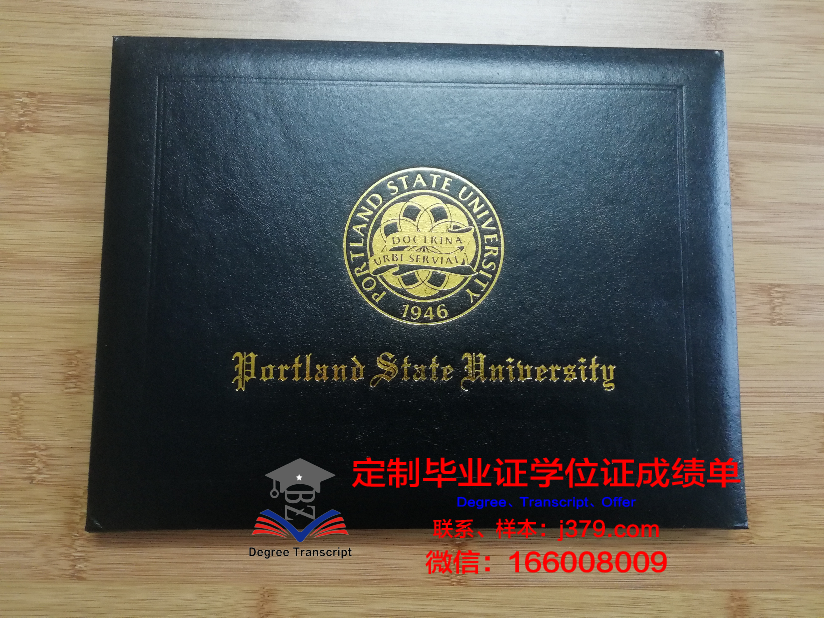 PORTLAND STATE UNIVERSITY
DOCTRINA
URBI SERVIAT
1946
Portland State University
定制毕业证学位证成绩单
Degree、Transcript、Offer
联系、样本：j379.com
微信：166008009
BZ
Degree Transcript